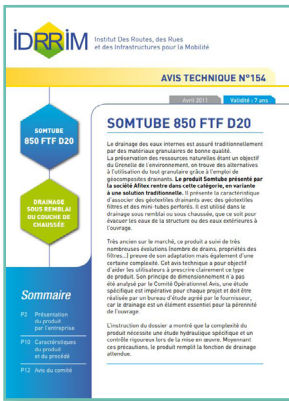 IDRRIM
Institut Des Routes, des Rues
et des Infrastructures pour la Mobilité
AVIS TECHNIQUE N°154
Avril 2011
Validité : 7 ans
SOMTUBE
850 FTF D20
DRAINAGE
SOUS REMBLAI
OU COUCHE DE
CHAUSSÉE
Sommaire
P2 Présentation
du produit
par l'entreprise
P10 Caractéristiques
du produit
et du procédé
P12 Avis du comité
SOMTUBE 850 FTF D20
Le drainage des eaux internes est assuré traditionnellement
par des matériaux granulaires de bonne qualité.
La préservation des ressources naturelles étant un objectif
du Grenelle de l'environnement, on trouve des alternatives
à l'utilisation du tout granulaire grâce à l'emploi de
géocomposites drainants. Le produit Somtube présenté par
la société Afitex rentre dans cette catégorie, en variante
à une solution traditionnelle. Il présente la caractéristique
d'associer des géotextiles drainants avec des géotextiles
filtres et des mini-tubes perforés. Il est utilisé dans le
drainage sous remblai ou sous chaussée, que ce soit pour
évacuer les eaux de la structure ou des eaux extérieures à
l'ouvrage.
Très ancien sur le marché, ce produit a suivi de très
nombreuses évolutions (nombre de drains, propriétés des
filtres...) preuve de son adaptation mais également d'une
certaine complexité. Cet avis technique a pour objectif
d'aider les utilisateurs à prescrire clairement ce type
de produit. Son principe de dimensionnement n'a pas
été analysé par le Comité Opérationnel Avis, une étude
spécifique est impérative pour chaque projet et doit être
réalisée par un bureau d'étude agréé par le fournisseur,
car le drainage est un élément essentiel pour la pérennité
de l'ouvrage.
L'instruction du dossier a montré que la complexité du
produit nécessite une étude hydraulique spécifique et un
contrôle rigoureux lors de la mise en œuvre. Moyennant
ces précautions, le produit remplit la fonction de drainage
attendue.